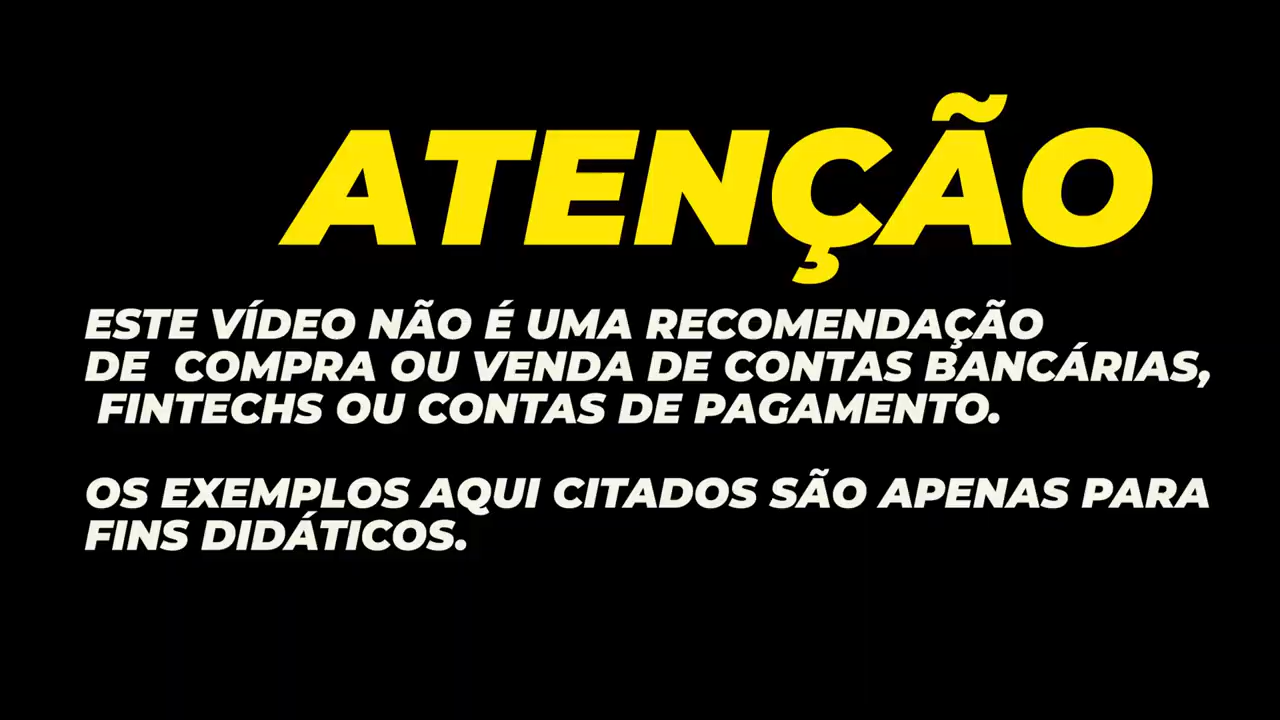 ATENÇÃO
ESTE VÍDEO NÃO É UMA RECOMENDAÇÃO
DE COMPRA OU VENDA DE CONTAS BANCÁRIAS,
FINTECHS OU CONTAS DE PAGAMENTO.
OS EXEMPLOS AQUI CITADOS SÃO APENAS PARA
FINS DIDÁTICOS.